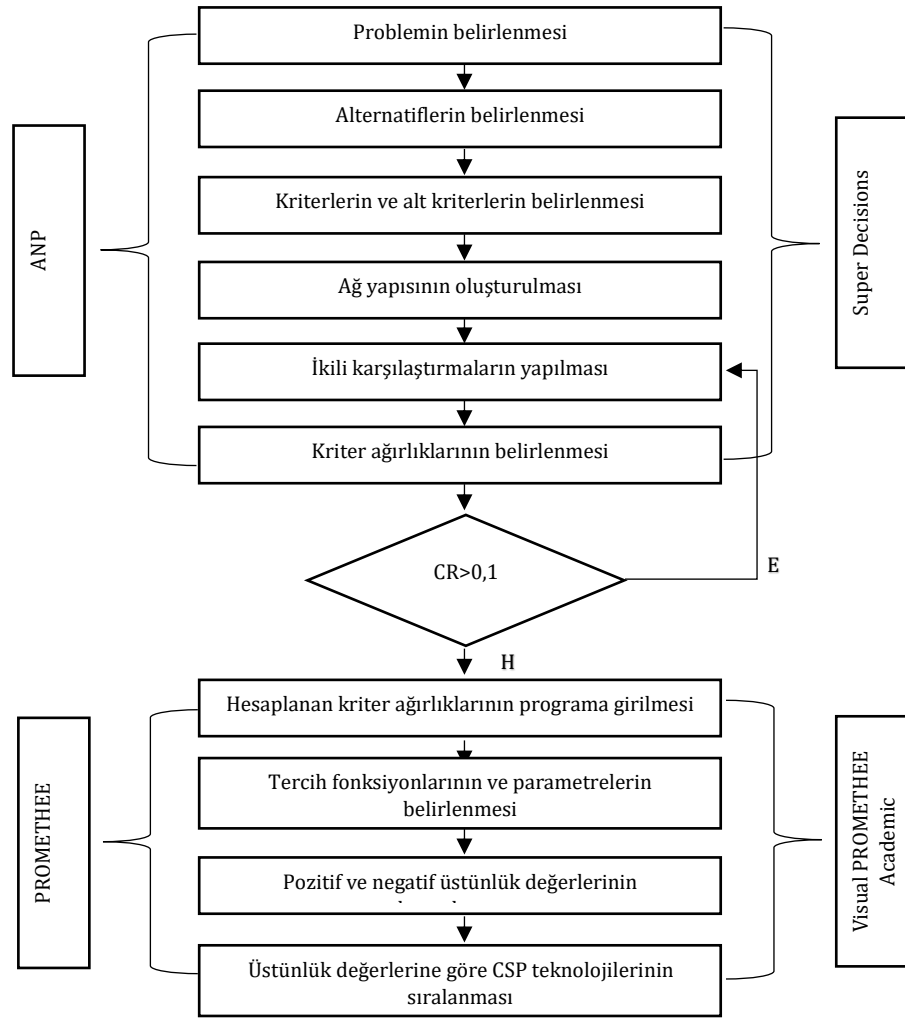 Problemin belirlenmesi
Alternatiflerin belirlenmesi
Kriterlerin ve alt kriterlerin belirlenmesi
Ağ yapısının oluşturulması
İkili karşılaştırmaların yapılması
Kriter ağırlıklarının belirlenmesi
ANP
Super Decisions
CR>0,1
E
H
Hesaplanan kriter ağırlıklarının programa girilmesi
Tercih fonksiyonlarının ve parametrelerin
belirlenmesi
Pozitif ve negatif üstünlük değerlerinin
Üstünlük değerlerine göre CSP teknolojilerinin
sıralanması
PROMETHEE
Visual PROMETHEE
Academic